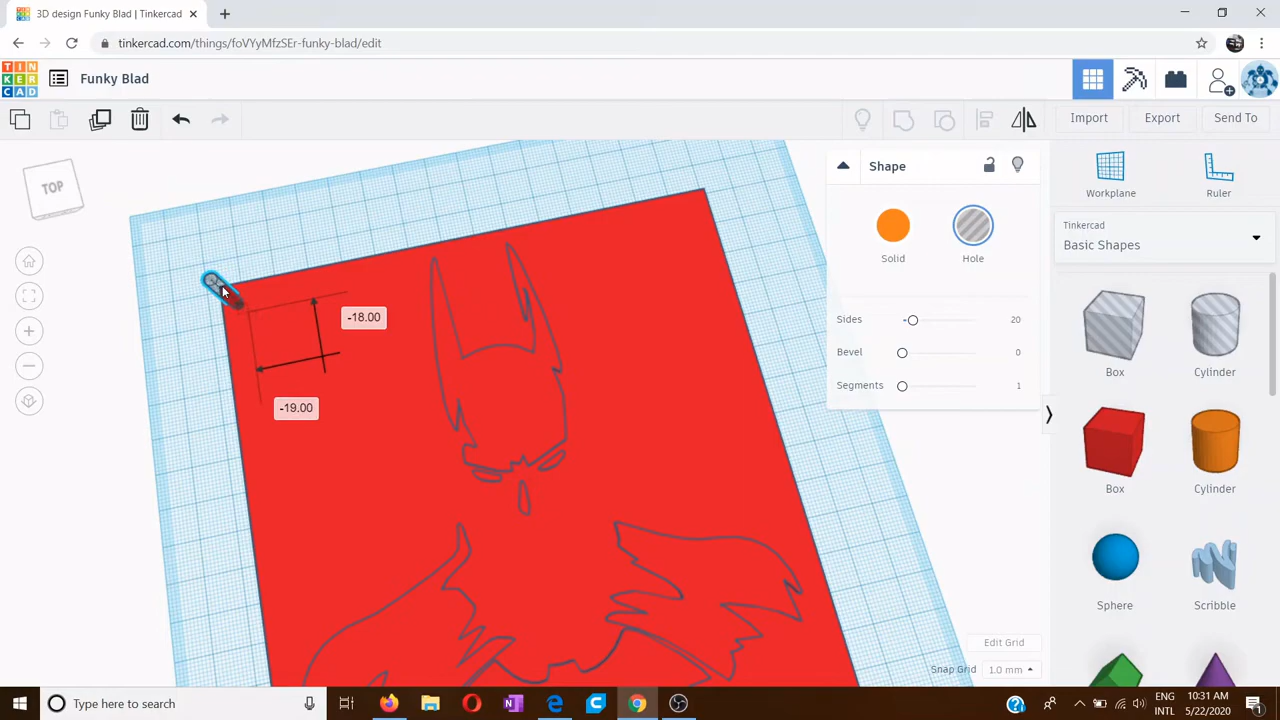 3D design Funky Blad | Tinkercad
tinkercad.com/things/foVYyMfzSEr-funky-blad/edit
TIN
KER
CAD
Funky Blad
Import
Export
Send To
TOP
Shape
Solid
Hole
Sides
20
Bevel
0
Segments
1
Workplane
Ruler
Tinkercad
Basic Shapes
-18.00
-19.00
Box
Cylinder
Box
Cylinder
Sphere
Scribble
Edit Grid
Snap Grid
1.0 mm
Type here to search
ENG
INTL
10:31 AM
5/22/2020
1